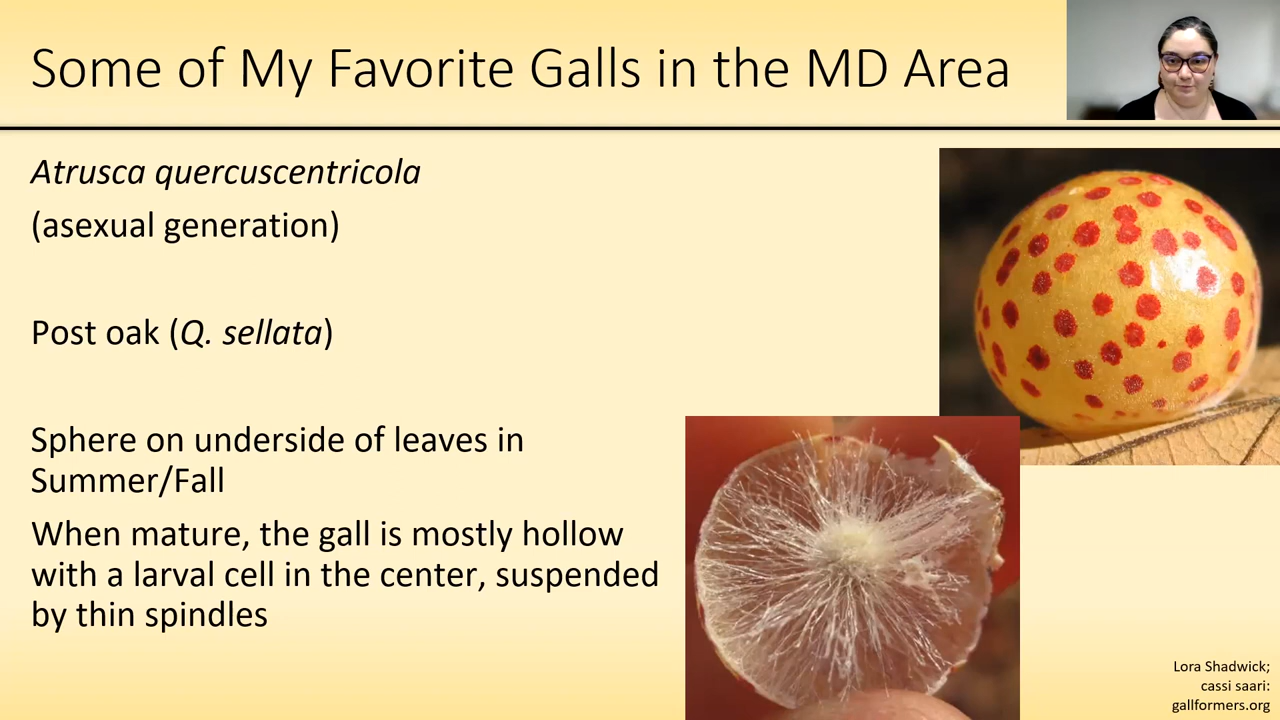 Some of My Favorite Galls in the MD Area
Atrusca quercuscentricola
(asexual generation)
Post oak (Q. sellata)
Sphere on underside of leaves in
Summer/Fall
When mature, the gall is mostly hollow
with a larval cell in the center, suspended
by thin spindles
Lora Shadwick;
cassi saari:
gallformers.org